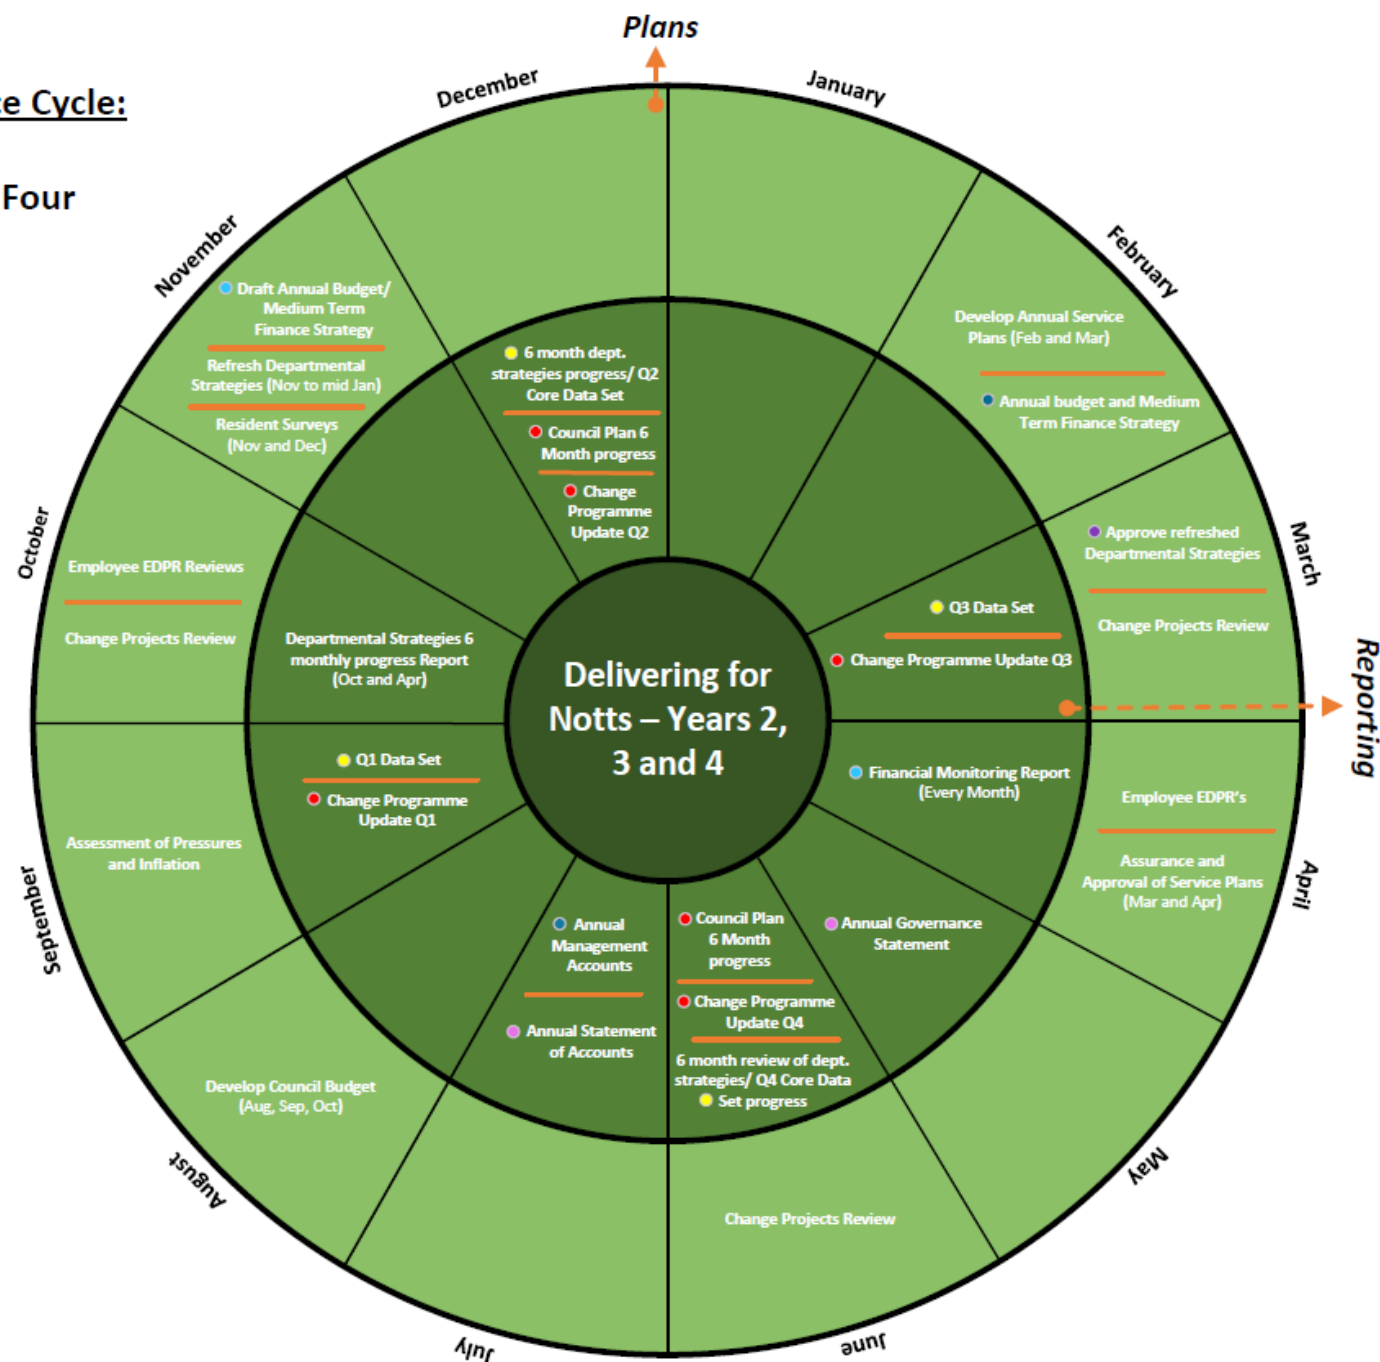 Plans
ce Cycle:
Four
December
January
November
February
October
March
Reporting
September
April
August
May
July
June
Draft Annual Budget/
Medium Term
Finance Strategy
Refresh Departmental
Strategies (Nov to mid Jan)
Resident Surveys
(Nov and Dec)
6 month dept.
strategies progress/ Q2
Core Data Set
Council Plan 6
Month progress
Change
Programme
Update Q2
Develop Annual Service
Plans (Feb and Mar)
Annual budget and Medium
Term Finance Strategy
Approve refreshed
Departmental Strategies
Change Projects Review
Q3 Data Set
Change Programme Update Q3
Employee EDPR Reviews
Change Projects Review
Departmental Strategies 6
monthly progress Report
(Oct and Apr)
Delivering for
Notts – Years 2,
3 and 4
Q1 Data Set
Change Programme
Update Q1
Financial Monitoring Report
(Every Month)
Employee EDPR's
Assurance and
Approval of Service Plans
(Mar and Apr)
Assessment of Pressures
and Inflation
Annual
Management
Accounts
Annual Statement
of Accounts
Council Plan
6 Month
progress
Change Programme
Update Q4
6 month review of dept.
strategies/ Q4 Core Data
Set progress
Annual Governance
Statement
Develop Council Budget
(Aug, Sep, Oct)
Change Projects Review